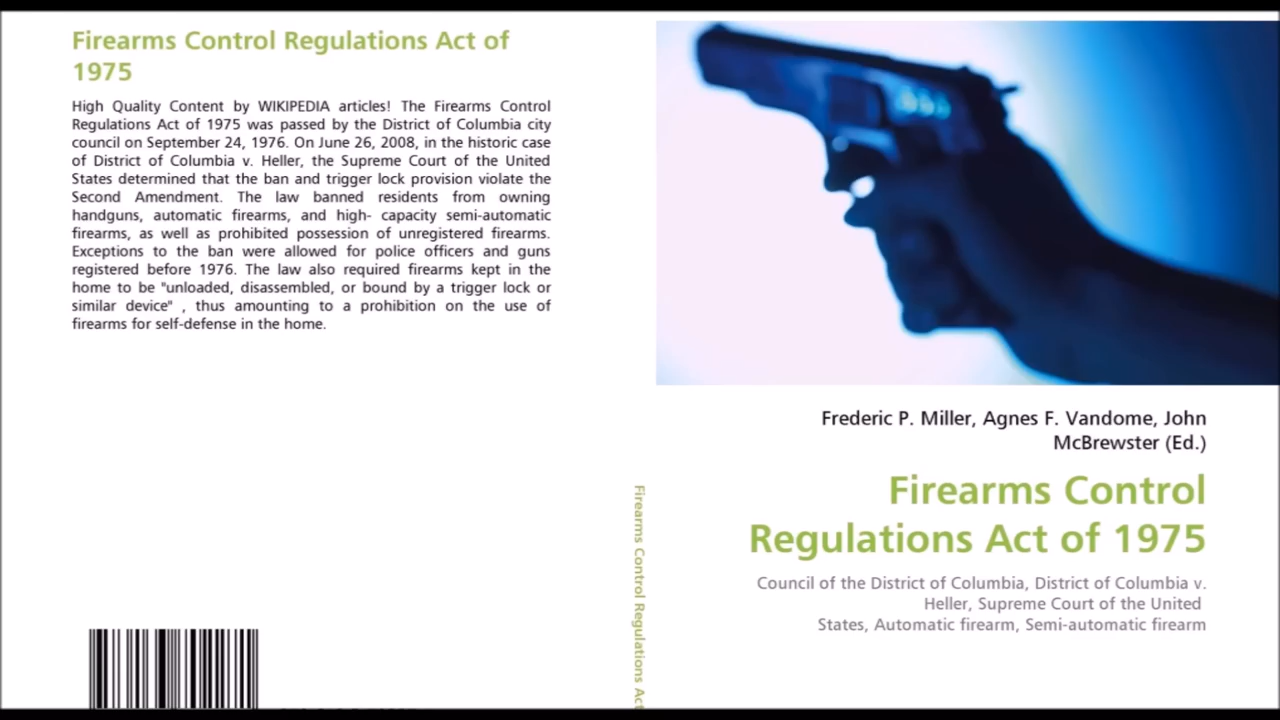 Firearms Control Regulations Act of
1975
High Quality Content by WIKIPEDIA articles! The Firearms Control
Regulations Act of 1975 was passed by the District of Columbia city
council on September 24, 1976. On June 26, 2008, in the historic case
of District of Columbia v. Heller, the Supreme Court of the United
States determined that the ban and trigger lock provision violate the
Second Amendment. The law banned residents from owning
handguns, automatic firearms, and high- capacity semi-automatic
firearms, as well as prohibited possession of unregistered firearms.
Exceptions to the ban were allowed for police officers and guns
registered before 1976. The law also required firearms kept in the
home to be "unloaded, disassembled, or bound by a trigger lock or
similar device" , thus amounting to a prohibition on the use of
firearms for self-defense in the home.
Firearms Control Regulations Act
Frederic P. Miller, Agnes F. Vandome, John
McBrewster (Ed.)
Firearms Control
Regulations Act of 1975
Council of the District of Columbia, District of Columbia v.
Heller, Supreme Court of the United
States, Automatic firearm, Semi-automatic firearm